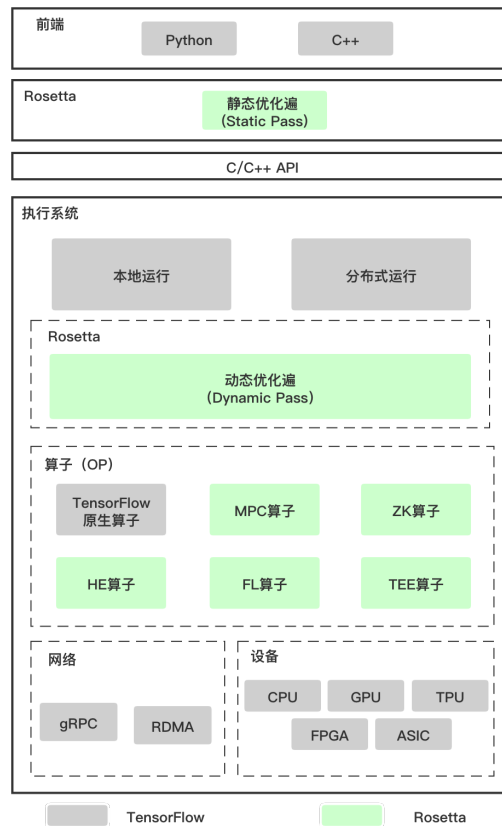 前端
Python
C++
Rosetta
静态优化遍
(Static Pass)
C/C++ API
执行系统
本地运行
分布式运行
Rosetta
动态优化遍
(Dynamic Pass)
算子（OP）
TensorFlow
原生算子
MPC算子
ZK算子
HE算子
FL算子
TEE算子
网络
gRPC
RDMA
设备
CPU
GPU
TPU
FPGA
ASIC
TensorFlow
Rosetta